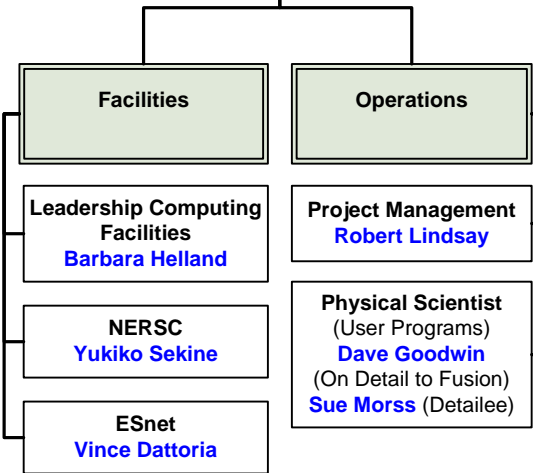 Facilities
Operations
Leadership Computing
Facilities
Barbara Helland
Project Management
Robert Lindsay
NERSC
Yukiko Sekine
Physical Scientist
(User Programs)
Dave Goodwin
(On Detail to Fusion)
Sue Morss (Detailee)
ESnet
Vince Dattoria